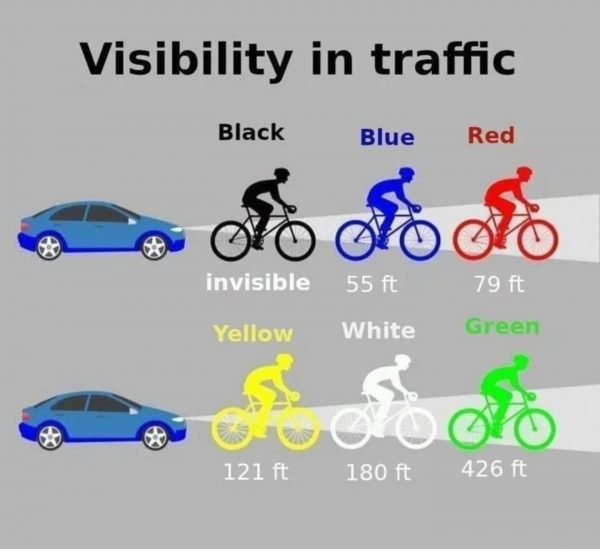 Visibility in traffic
Black Blue Red
invisible 55 ft 79 ft
Yellow White Green
121 ft 180 ft 426 ft